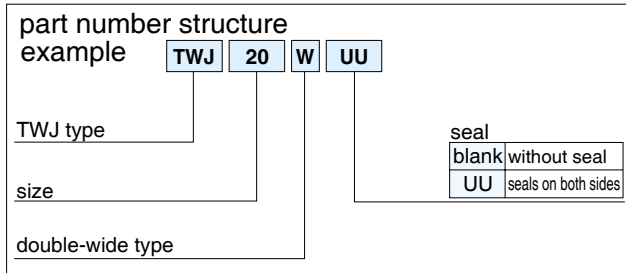 part number structure
example TWJ 20 W UU
TWJ type
seal
blank without seal
UU seals on both sides
size
double-wide type